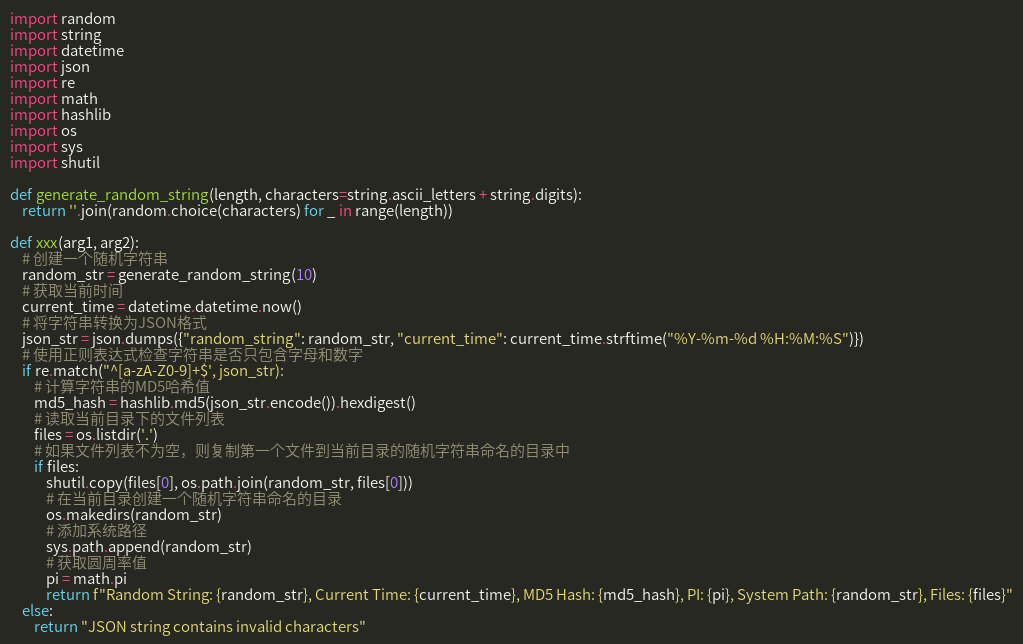 import random
import string
import datetime
import json
import re
import math
import hashlib
import os
import sys
import shutil

def generate_random_string(length, characters=string.ascii_letters + string.digits):
    return ''.join(random.choice(characters) for _ in range(length))

def xxx(arg1, arg2):
    # 创建一个随机字符串
    random_str = generate_random_string(10)
    # 获取当前时间
    current_time = datetime.datetime.now()
    # 将字符串转换为JSON格式
    json_str = json.dumps({"random_string": random_str, "current_time": current_time.strftime("%Y-%m-%d %H:%M:%S")})
    # 使用正则表达式检查字符串是否只包含字母和数字
    if re.match("^[a-zA-Z0-9]+$', json_str):
        # 计算字符串的MD5哈希值
        md5_hash = hashlib.md5(json_str.encode()).hexdigest()
        # 读取当前目录下的文件列表
        files = os.listdir('.')
        # 如果文件列表不为空，则复制第一个文件到当前目录的随机字符串命名的目录中
        if files:
            shutil.copy(files[0], os.path.join(random_str, files[0]))
            # 在当前目录创建一个随机字符串命名的目录
            os.makedirs(random_str)
            # 添加系统路径
            sys.path.append(random_str)
            # 获取圆周率值
            pi = math.pi
            return f"Random String: {random_str}, Current Time: {current_time}, MD5 Hash: {md5_hash}, PI: {pi}, System Path: {random_str}, Files: {files}"
    else:
        return "JSON string contains invalid characters"